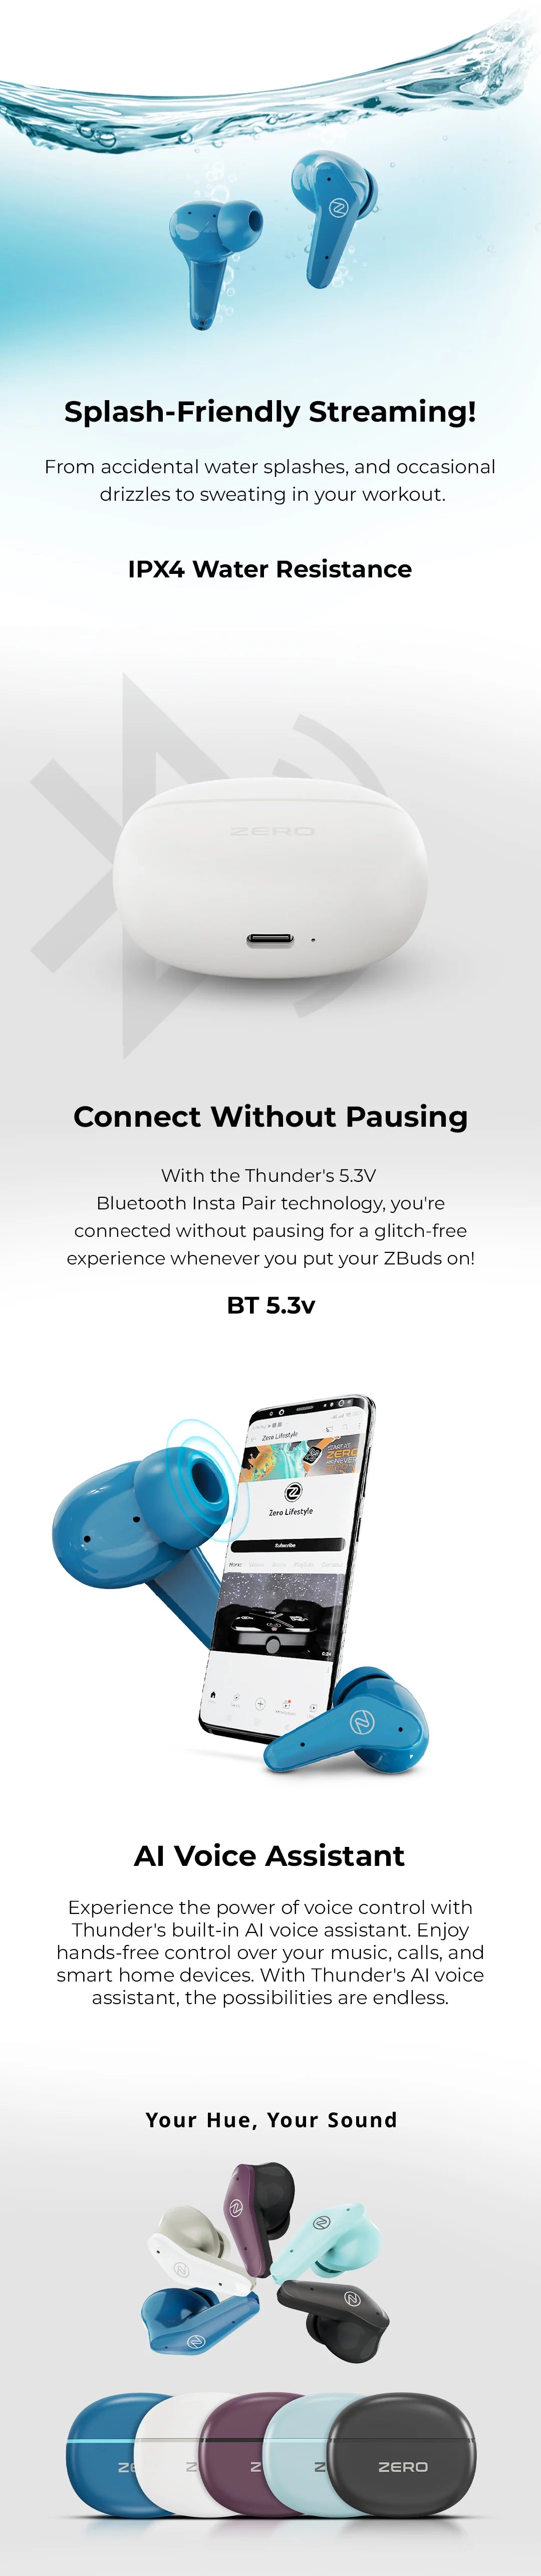 Splash-Friendly Streaming!
From accidental water splashes, and occasional
drizzles to sweating in your workout.
IPX4 Water Resistance
ZERO
Connect Without Pausing
With the Thunder's 5.3V
Bluetooth Insta Pair technology, you're
connected without pausing for a glitch-free
experience whenever you put your ZBuds on!
BT 5.3v
Zero Lifestyle
ZERO
Zero Lifestyle
Subscribe
Home
AI Voice Assistant
Experience the power of voice control with
Thunder's built-in AI voice assistant. Enjoy
hands-free control over your music, calls, and
smart home devices. With Thunder's AI voice
assistant, the possibilities are endless.
Your Hue, Your Sound
ZE Z Z Z ZERO